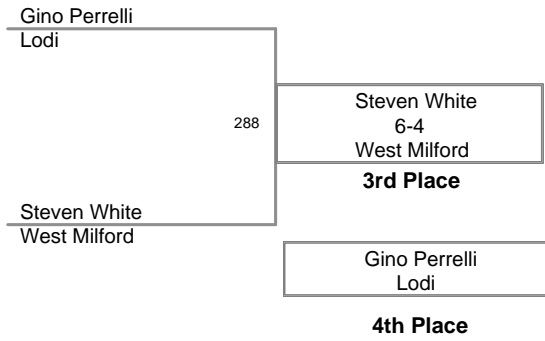 Gino Perrelli
Lodi
288
Steven White
6-4
West Milford
3rd Place
Steven White
West Milford
Gino Perrelli
Lodi
4th Place